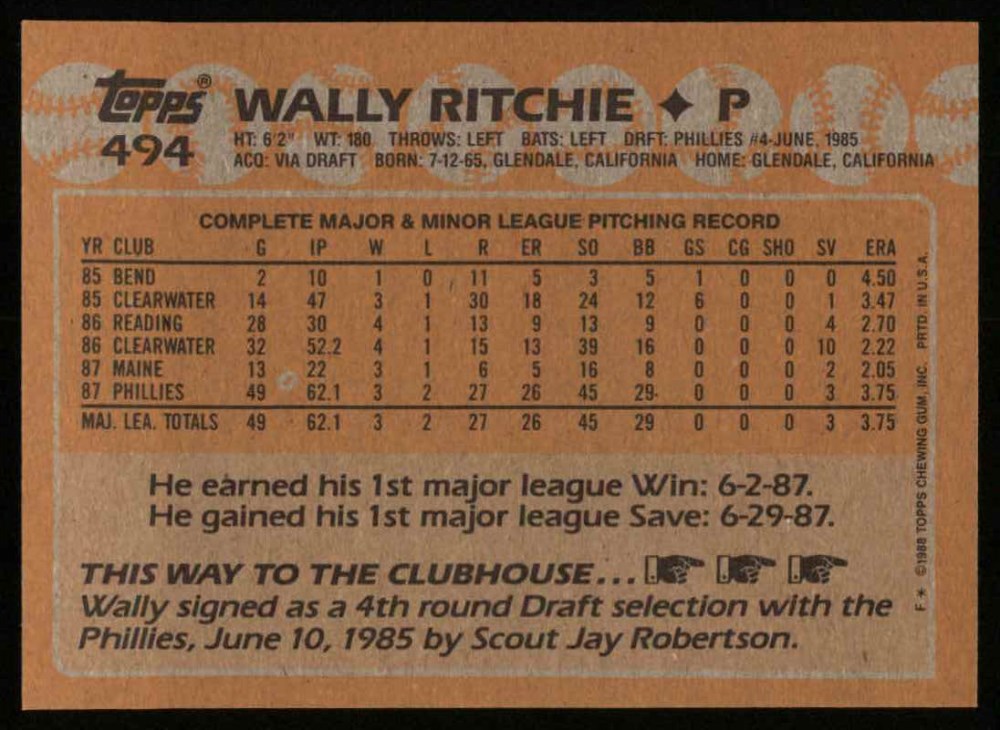 Topps® WALLY RITCHIE ✦ P
494
HT: 6'2" WT: 180 THROWS: LEFT BATS: LEFT DRFT: PHILLIES #4-JUNE, 1985
ACQ: VIA DRAFT BORN: 7-12-65, GLENDALE, CALIFORNIA HOME: GLENDALE, CALIFORNIA
COMPLETE MAJOR & MINOR LEAGUE PITCHING RECORD
YR CLUB G IP W L R ER SO BB GS CG SHO SV ERA
85 BEND 2 10 1 0 11 5 3 5 1 0 0 0 4.50
85 CLEARWATER 14 47 3 1 30 18 24 12 6 0 0 1 3.47
86 READING 28 30 4 1 13 9 13 9 0 0 0 4 2.70
86 CLEARWATER 32 52.2 4 1 15 13 39 16 0 0 0 10 2.22
87 MAINE 13 22 3 1 6 5 16 8 0 0 0 2 2.05
87 PHILLIES 49 62.1 3 2 27 26 45 29 0 0 0 3 3.75
MAJ. LEA. TOTALS 49 62.1 3 2 27 26 45 29 0 0 0 3 3.75
He earned his 1st major league Win: 6-2-87.
He gained his 1st major league Save: 6-29-87.
THIS WAY TO THE CLUBHOUSE...
Wally signed as a 4th round Draft selection with the
Phillies, June 10, 1985 by Scout Jay Robertson.
F * ©1988 TOPPS CHEWING GUM, INC. PRTD. IN U.S.A.